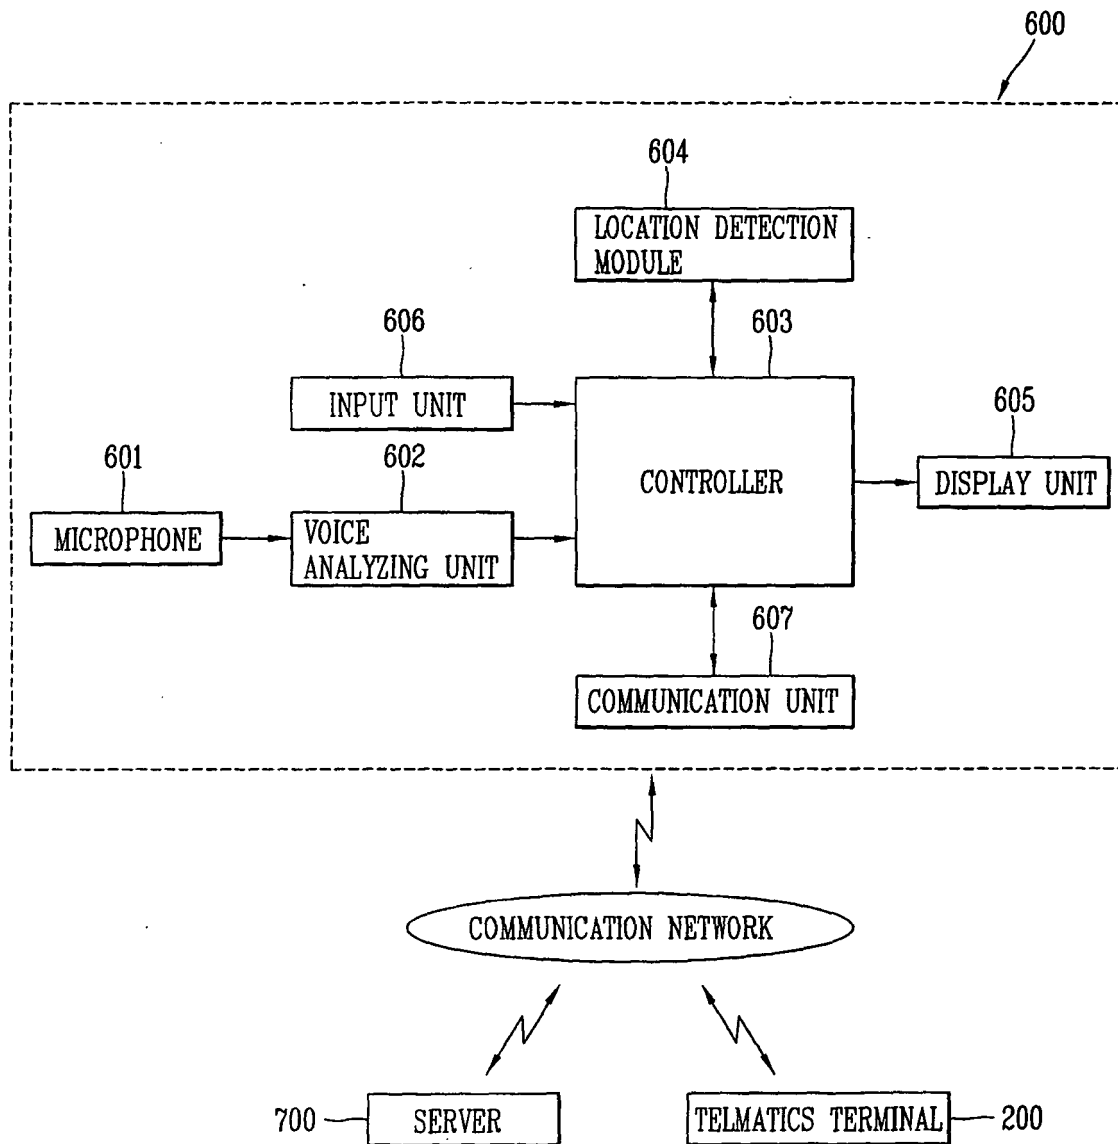 600
604
LOCATION DETECTION
MODULE
606
603
INPUT UNIT
605
601
602
CONTROLLER
DISPLAY UNIT
MICROPHONE
VOICE
ANALYZING UNIT
607
COMMUNICATION UNIT
COMMUNICATION NETWORK
700
SERVER
TELMATICS TERMINAL
200